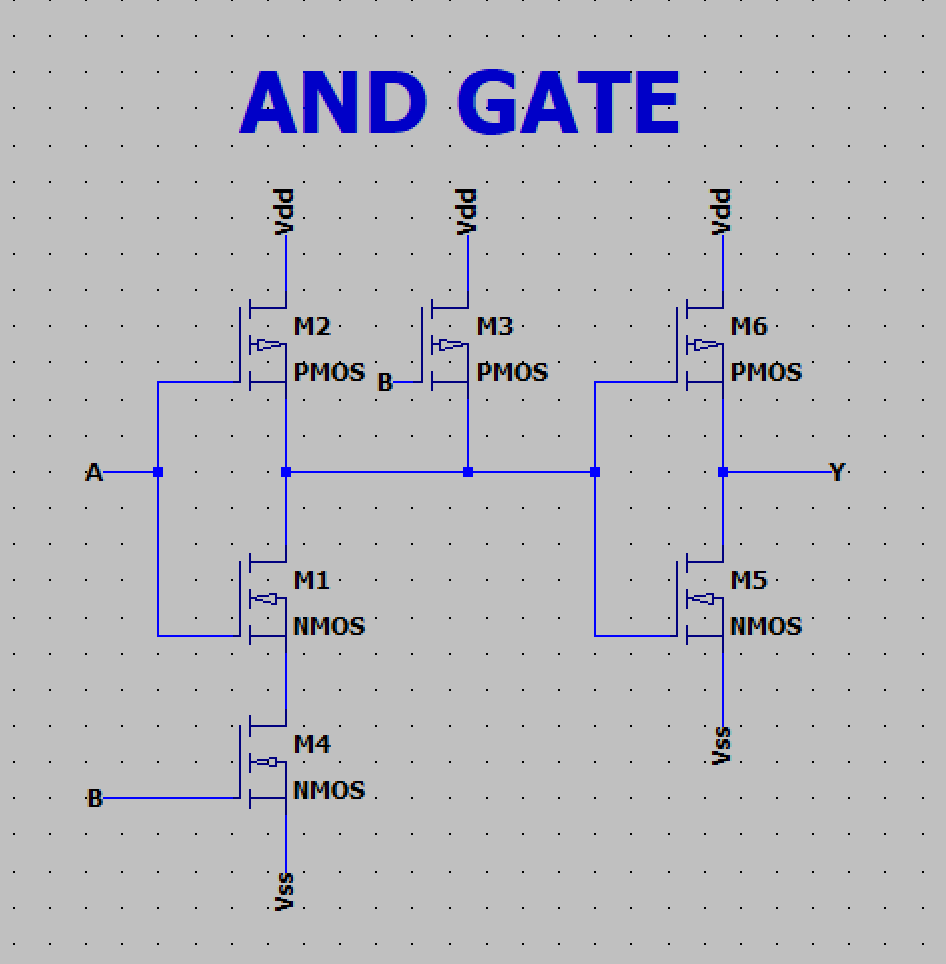 AND GATE
Vdd
Vdd
Vdd
M2
M3
M6
PMOS
B
PMOS
PMOS
A
Y
M1
M5
NMOS
NMOS
Vss
M4
NMOS
B
Vss